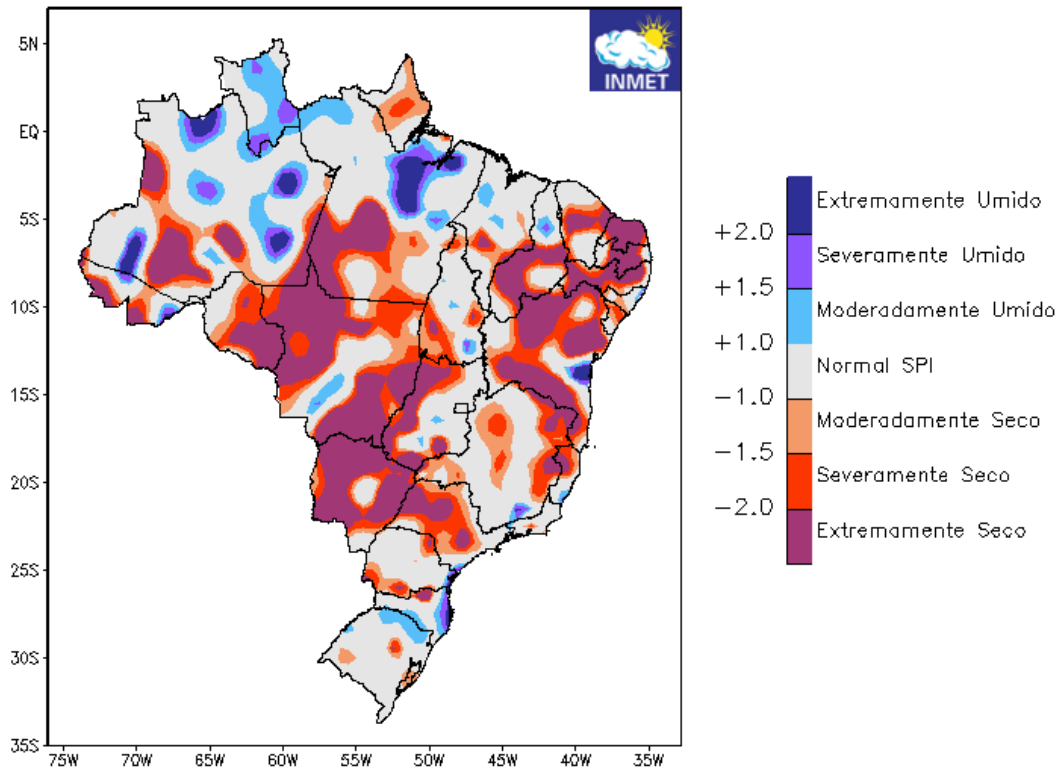 INMET
5N
EQ
5S
10S
15S
20S
25S
30S
35S
75W 70W 65W 60W 55W 50W 45W 40W 35W
Extremamente Umido
+2.0
Severamente Umido
+1.5
Moderadamente Umido
+1.0
Normal SPI
−1.0
Moderadamente Seco
−1.5
Severamente Seco
−2.0
Extremamente Seco